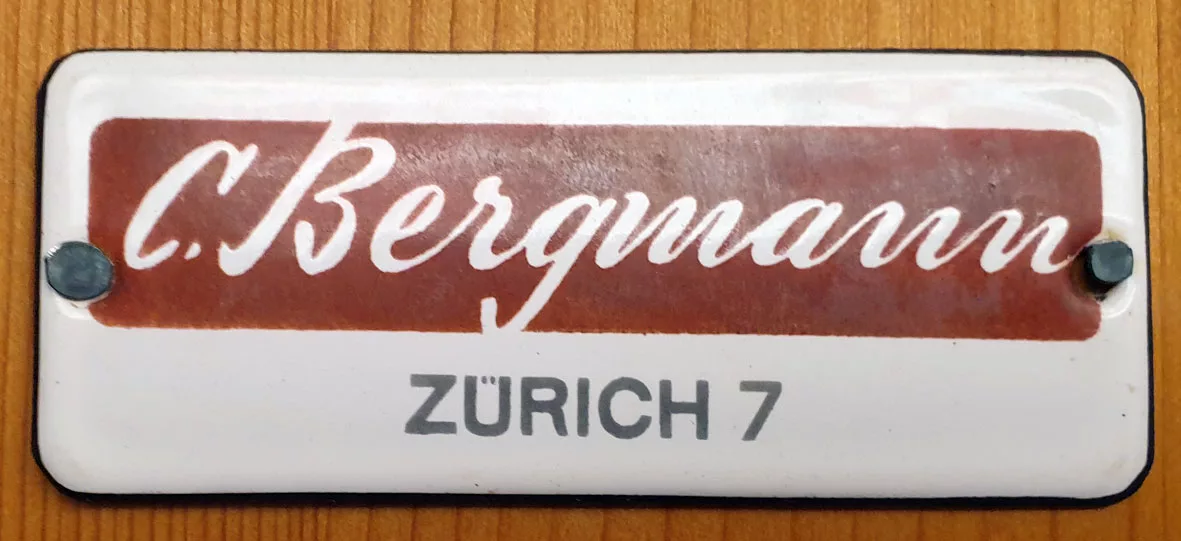 C. Bergmann
ZÜRICH 7